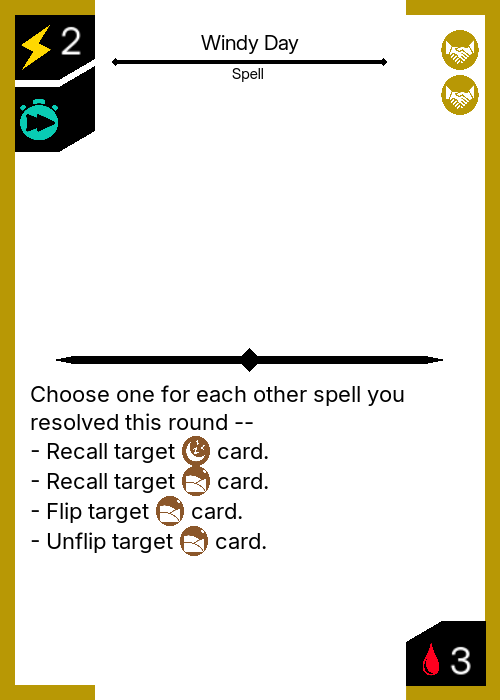 2
Windy Day
Spell
Choose one for each other spell you
resolved this round --
- Recall target card.
- Recall target card.
- Flip target card.
- Unflip target card.
3